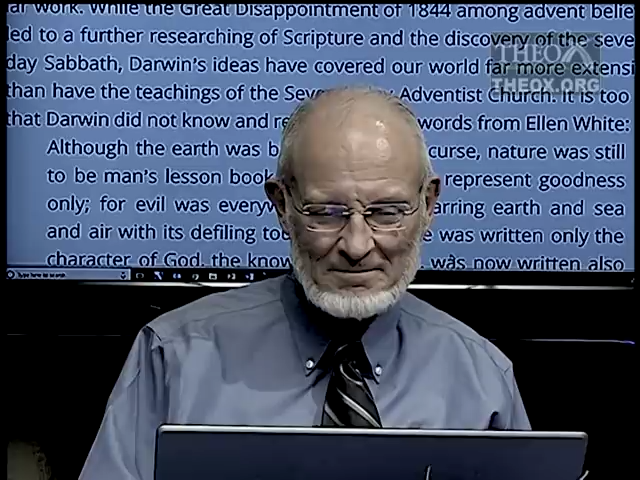 ar work. While the Great Disappointment of 1844 among advent belie
led to a further researching of Scripture and the discovery of the seve
day Sabbath, Darwin's ideas have covered our world far more extensi
than have the teachings of the Seve Adventist Church. It is too
that Darwin did not know and re words from Ellen White:
Although the earth was b curse, nature was still
to be man's lesson book represent goodness
only; for evil was everyw arring earth and sea
and air with its defiling to e was written only the
character of God, the know was now written also
Type here to search
THEOX
THEOX.ORG